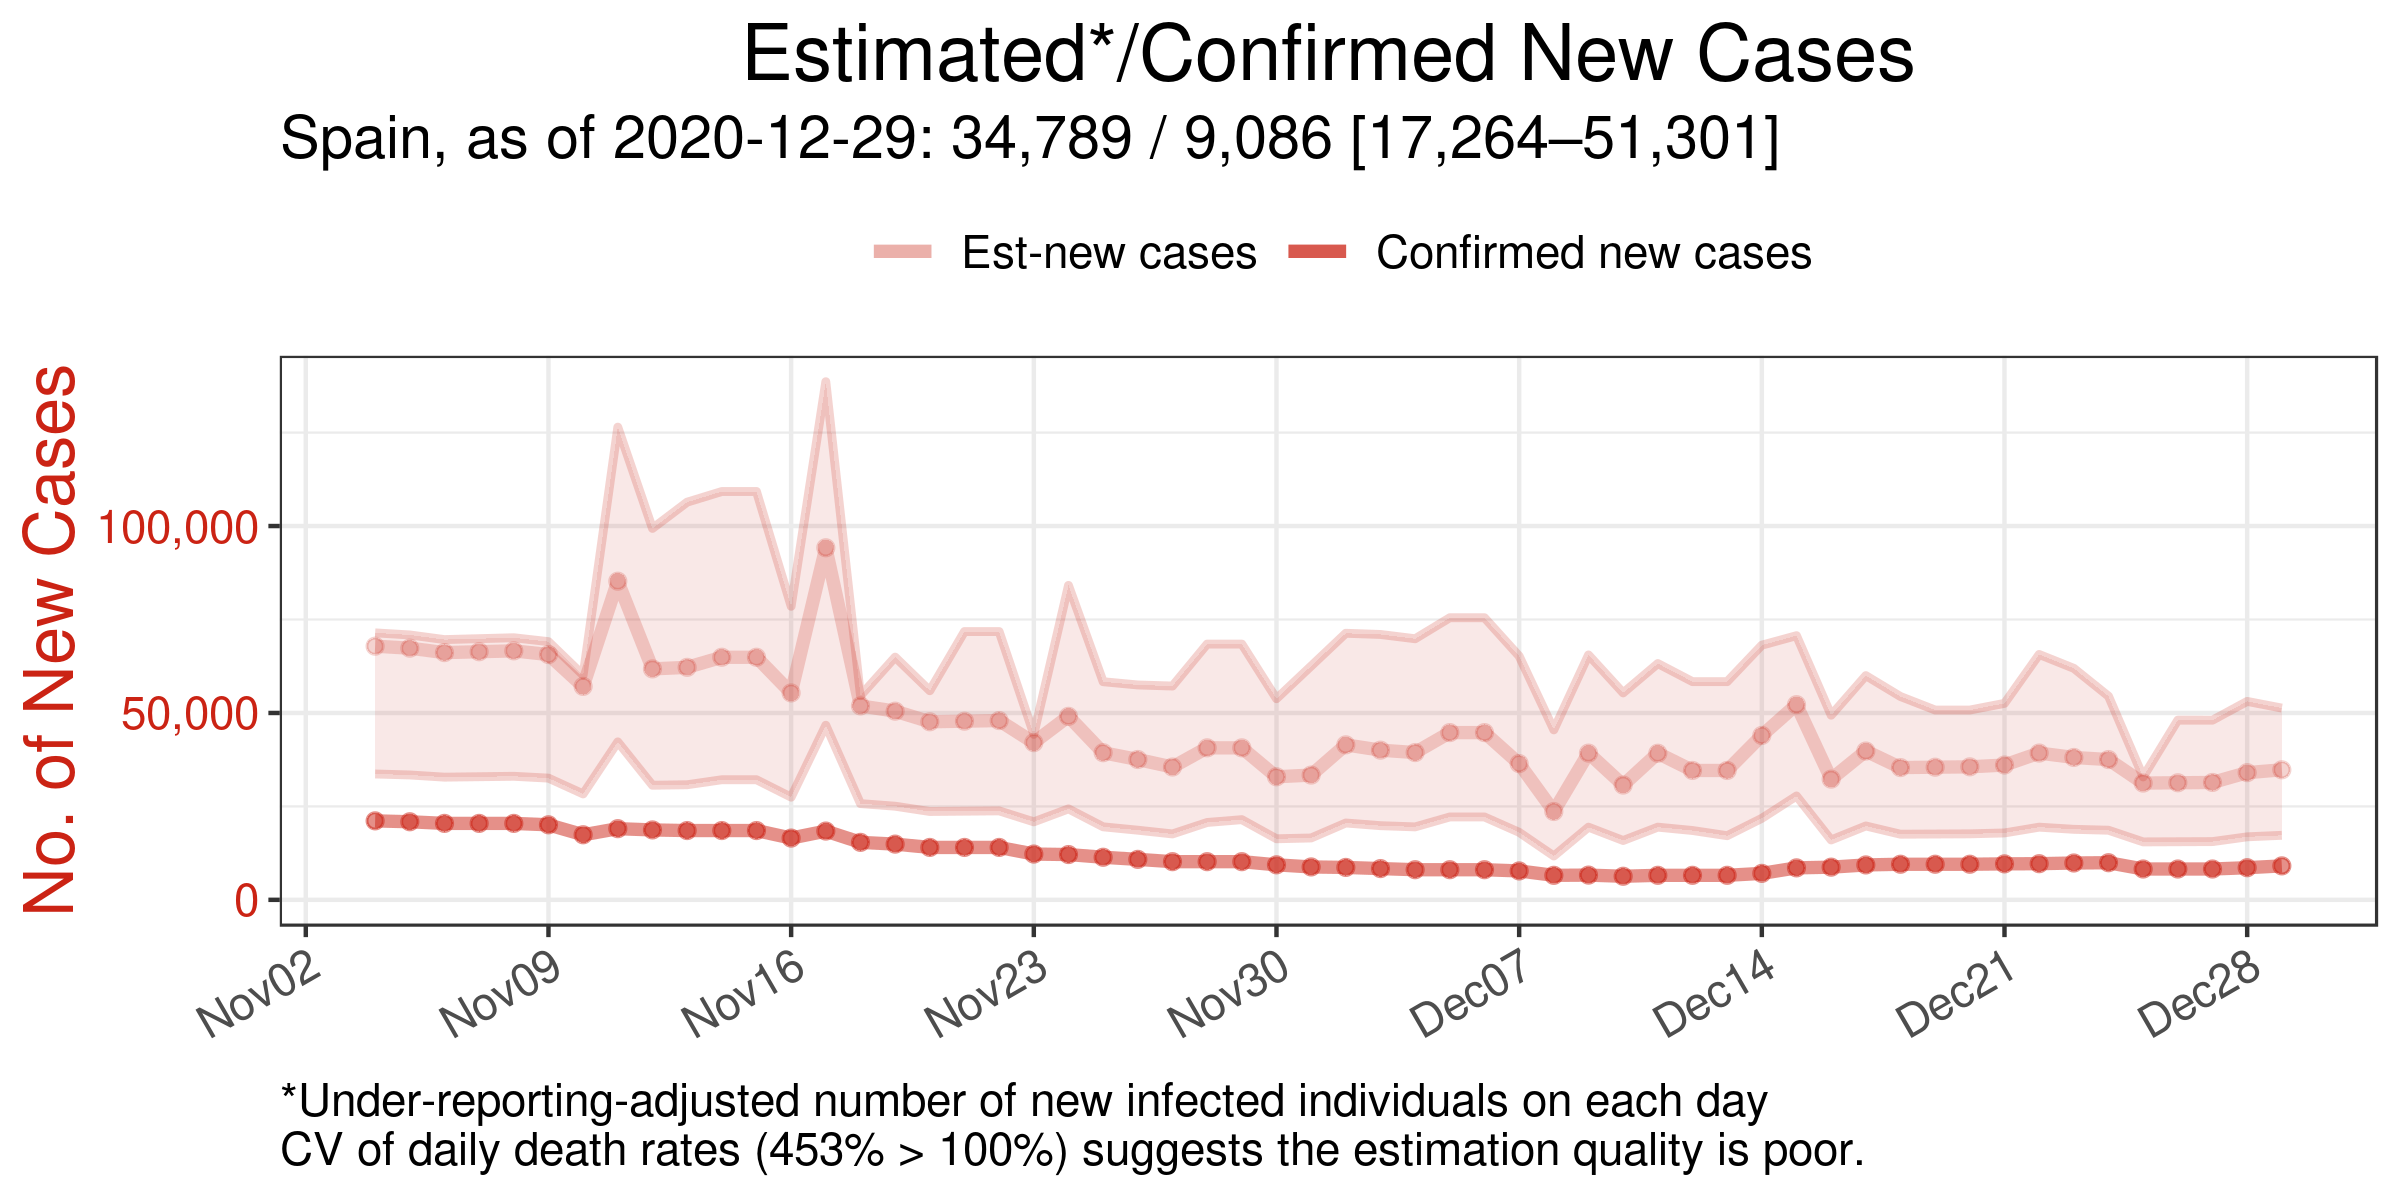 Estimated*/Confirmed New Cases
Spain, as of 2020-12-29: 34,789 / 9,086 [17,264–51,301]
Est-new cases
Confirmed new cases
No. of New Cases
100,000
50,000
0
Nov02
Nov09
Nov16
Nov23
Nov30
Dec07
Dec14
Dec21
Dec28
*Under-reporting-adjusted number of new infected individuals on each day
CV of daily death rates (453% > 100%) suggests the estimation quality is poor.